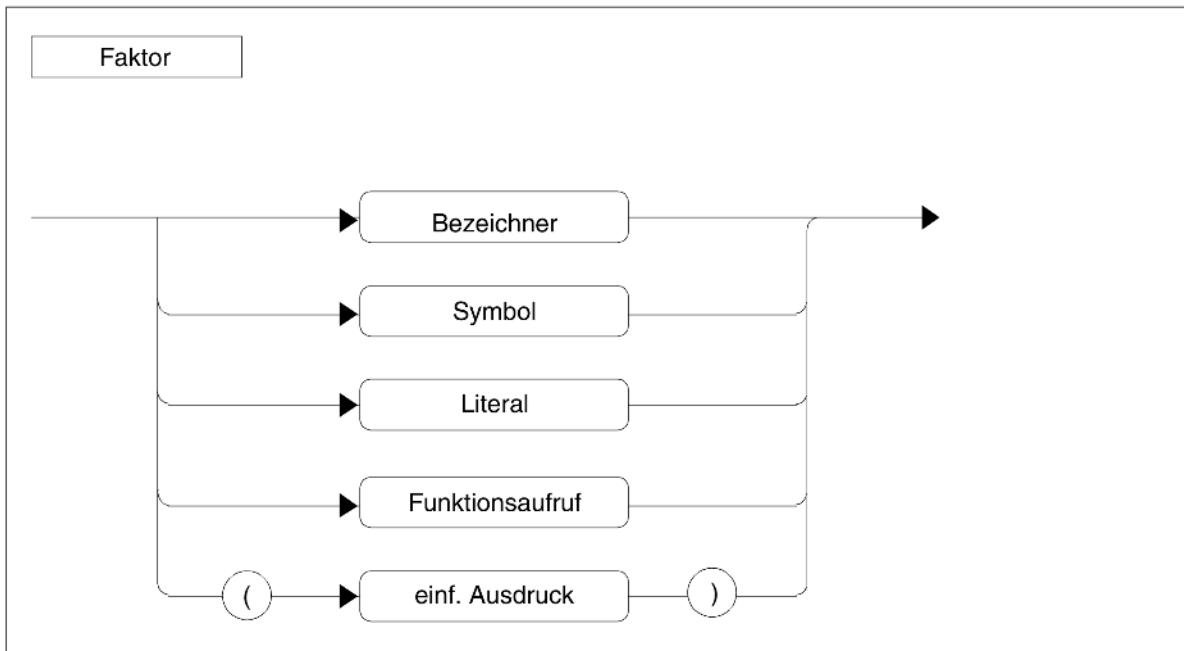 Faktor
Bezeichner
Symbol
Literal
Funktionsaufruf
( einf. Ausdruck )